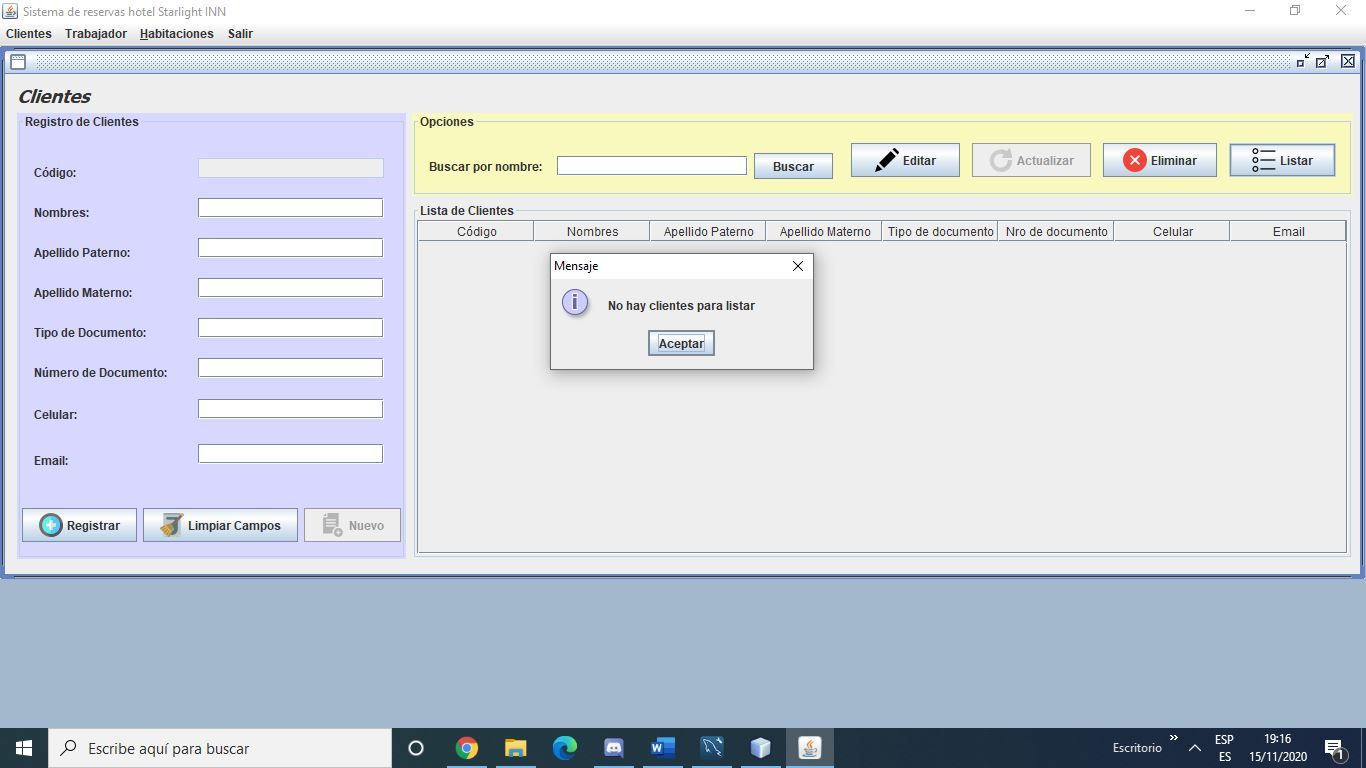 Sistema de reservas hotel Starlight INN
Clientes Trabajador Habitaciones Salir
Clientes
Registro de Clientes
Código:
Nombres:
Apellido Paterno:
Apellido Materno:
Tipo de Documento:
Número de Documento:
Celular:
Email:
Registrar Limpiar Campos Nuevo
Opciones
Buscar por nombre: Buscar Editar Actualizar Eliminar Listar
Lista de Clientes
Código Nombres Apellido Paterno Apellido Materno Tipo de documento Nro de documento Celular Email
Mensaje
No hay clientes para listar
Aceptar
Escribe aquí para buscar
Escritorio
ESP
ES
19:16
15/11/2020
1